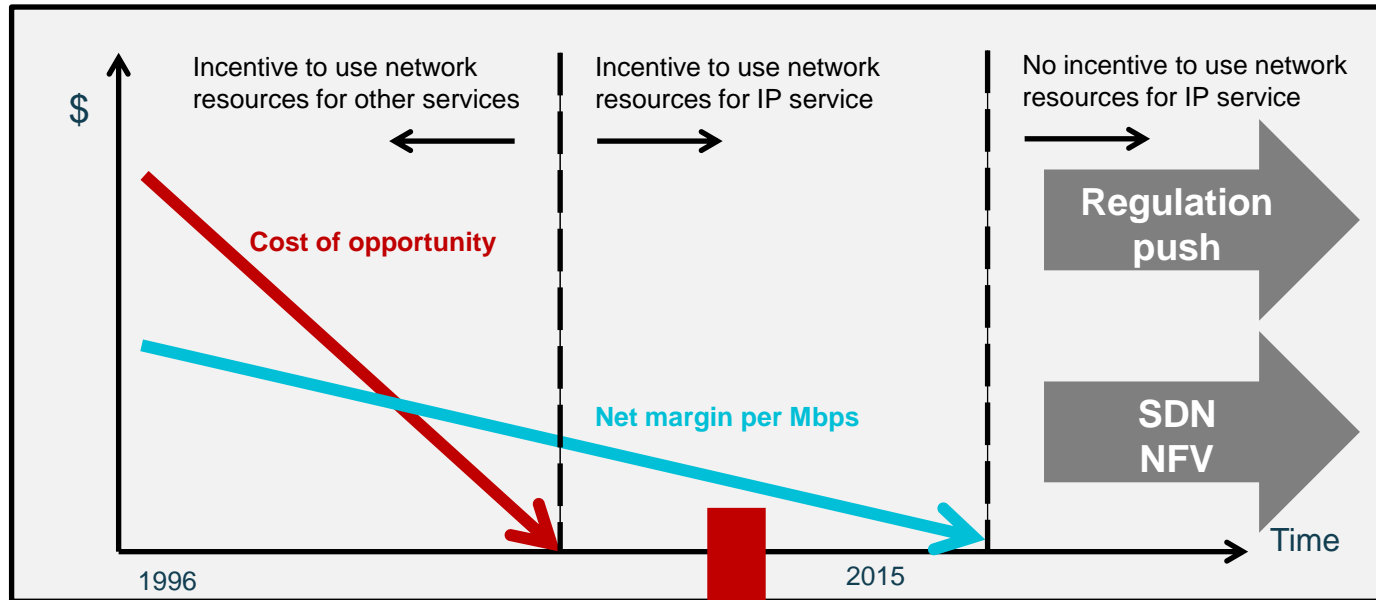 Incentive to use network
resources for other services
Incentive to use network
resources for IP service
No incentive to use network
resources for IP service
$
Regulation
push
Cost of opportunity
Net margin per Mbps
SDN
NFV
Time
1996
2015